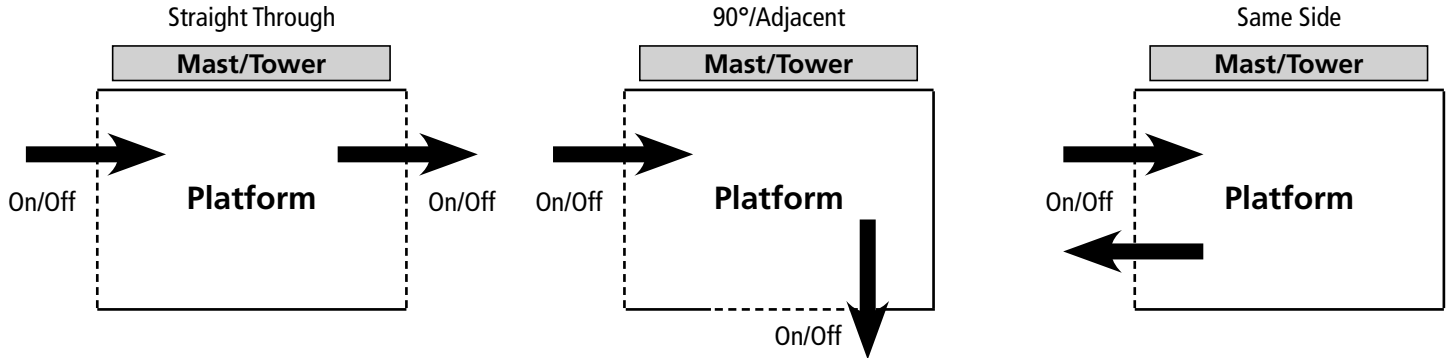 Straight Through
Mast/Tower
On/Off
Platform
On/Off
90°/Adjacent
Mast/Tower
On/Off
Platform
On/Off
Same Side
Mast/Tower
On/Off
Platform